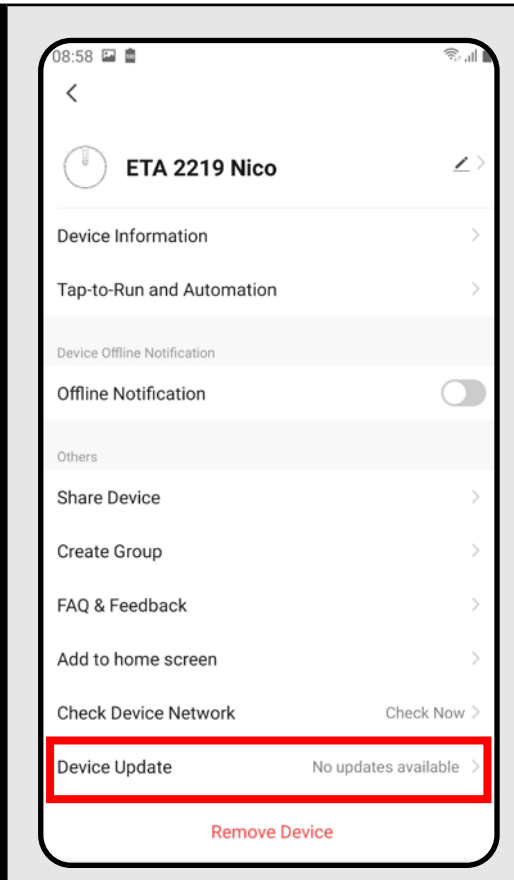 08:58
ETA 2219 Nico
Device Information
Tap-to-Run and Automation
Device Offline Notification
Offline Notification
Others
Share Device
Create Group
FAQ & Feedback
Add to home screen
Check Device Network Check Now
Device Update No updates available
Remove Device